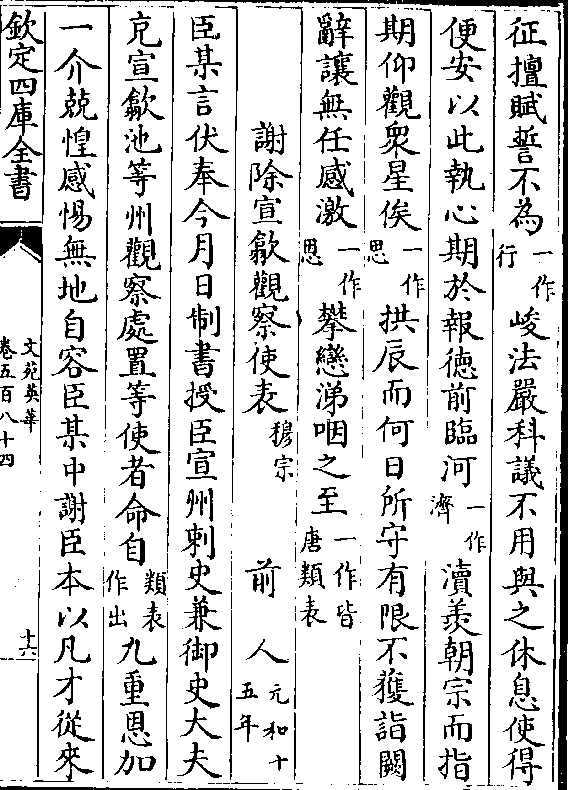 征擅賦誓不為一作行峻法嚴科議不用與之休息使得
便安以此執心期於報徳前臨河一作濟瀆羨朝宗而指
期仰觀衆星俟一作思拱辰而何日所守有限不獲詣闕
辭讓無任感激一作恩攀戀涕咽之至一作皆唐類表
謝除宣歙觀察使表穆宗 前人元和十五年
臣某言伏奉今月日制書授臣宣州刺史兼御史大夫
充宣歙池等州觀察處置等使者命自類表作出九重恩加
一介兢惶感惕無地自容臣某中謝臣本以凡才從來
欽定四庫全書
文苑英華
卷五百八十四
十六